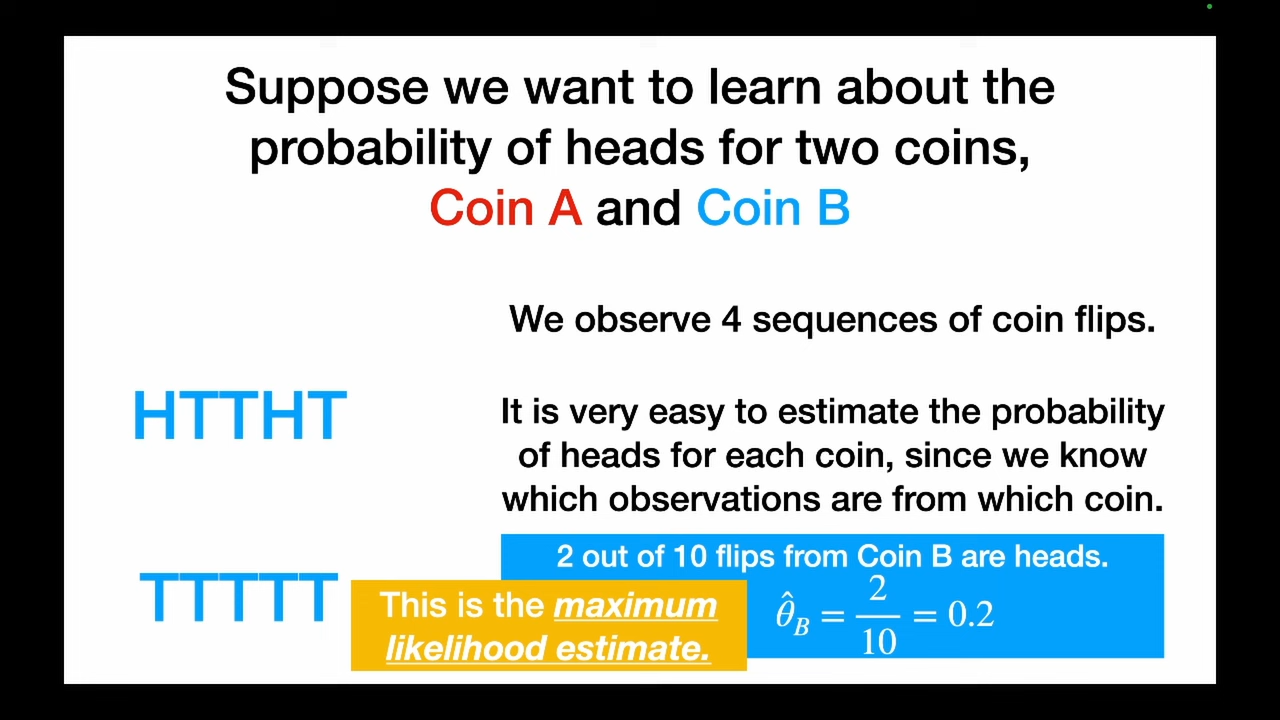 Suppose we want to learn about the
probability of heads for two coins,
Coin A and Coin B
We observe 4 sequences of coin flips.
HTTHT
It is very easy to estimate the probability
of heads for each coin, since we know
which observations are from which coin.
TTTTT
2 out of 10 flips from Coin B are heads.
θ̂_B = 2/10 = 0.2
This is the maximum
likelihood estimate.